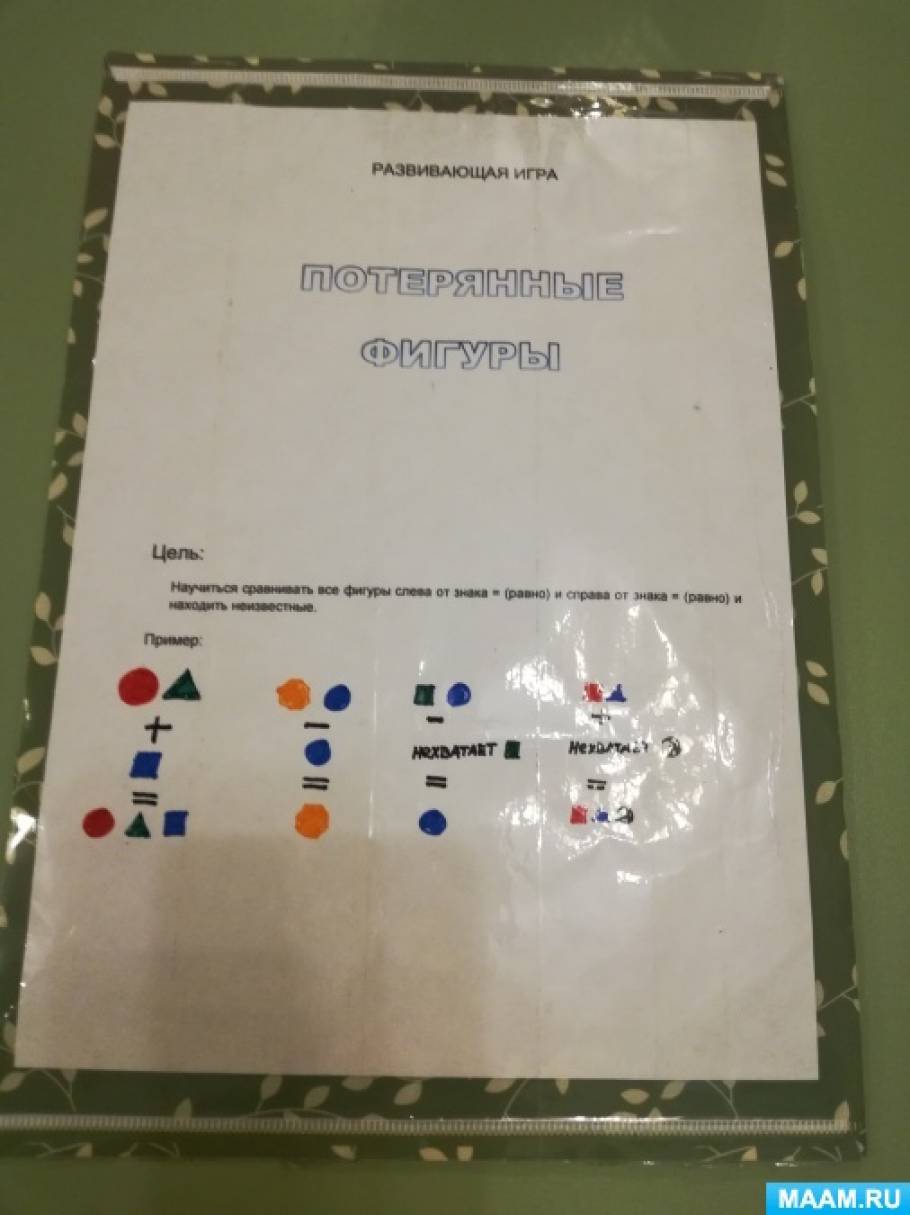 РАЗВИВАЮЩАЯ ИГРА
ПОТЕРЯННЫЕ
ФИГУРЫ
Цель:
Научиться сравнивать все фигуры слева от знака = (равно) и справа от знака = (равно) и
находить неизвестные.
Пример:
+ - - +
НЕХВАТАЕТ НЕХВАТАЕТ
= = = =
MAAM.RU